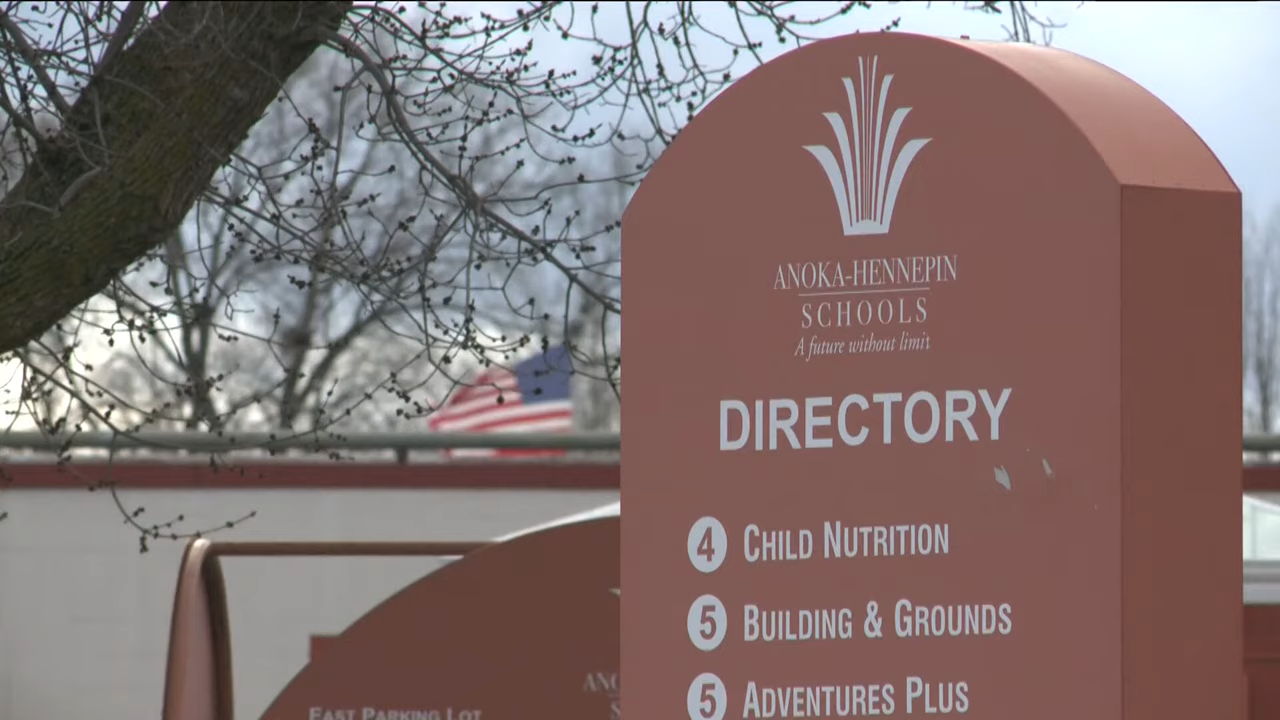 ANOKA-HENNEPIN
SCHOOLS
A future without limit
DIRECTORY
4 CHILD NUTRITION
5 BUILDING & GROUNDS
5 ADVENTURES PLUS
EAST PARKING LOT